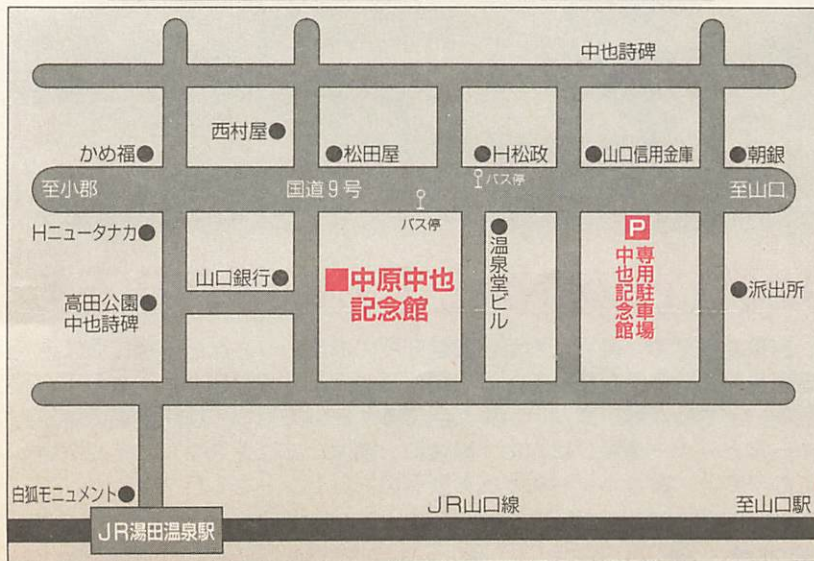 中也詩碑
西村屋●
かめ福●
●松田屋
●H松政
●山口信用金庫
●朝銀
至小郡
国道9号
バス停
至山口
Hニュータナカ●
バス停
山口銀行●
■中原中也
記念館
●温泉堂ビル
P
専用駐車場
中也記念館
高田公園●
中也詩碑
●派出所
白狐モニュメント●
JR山口線
至山口駅
JR湯田温泉駅